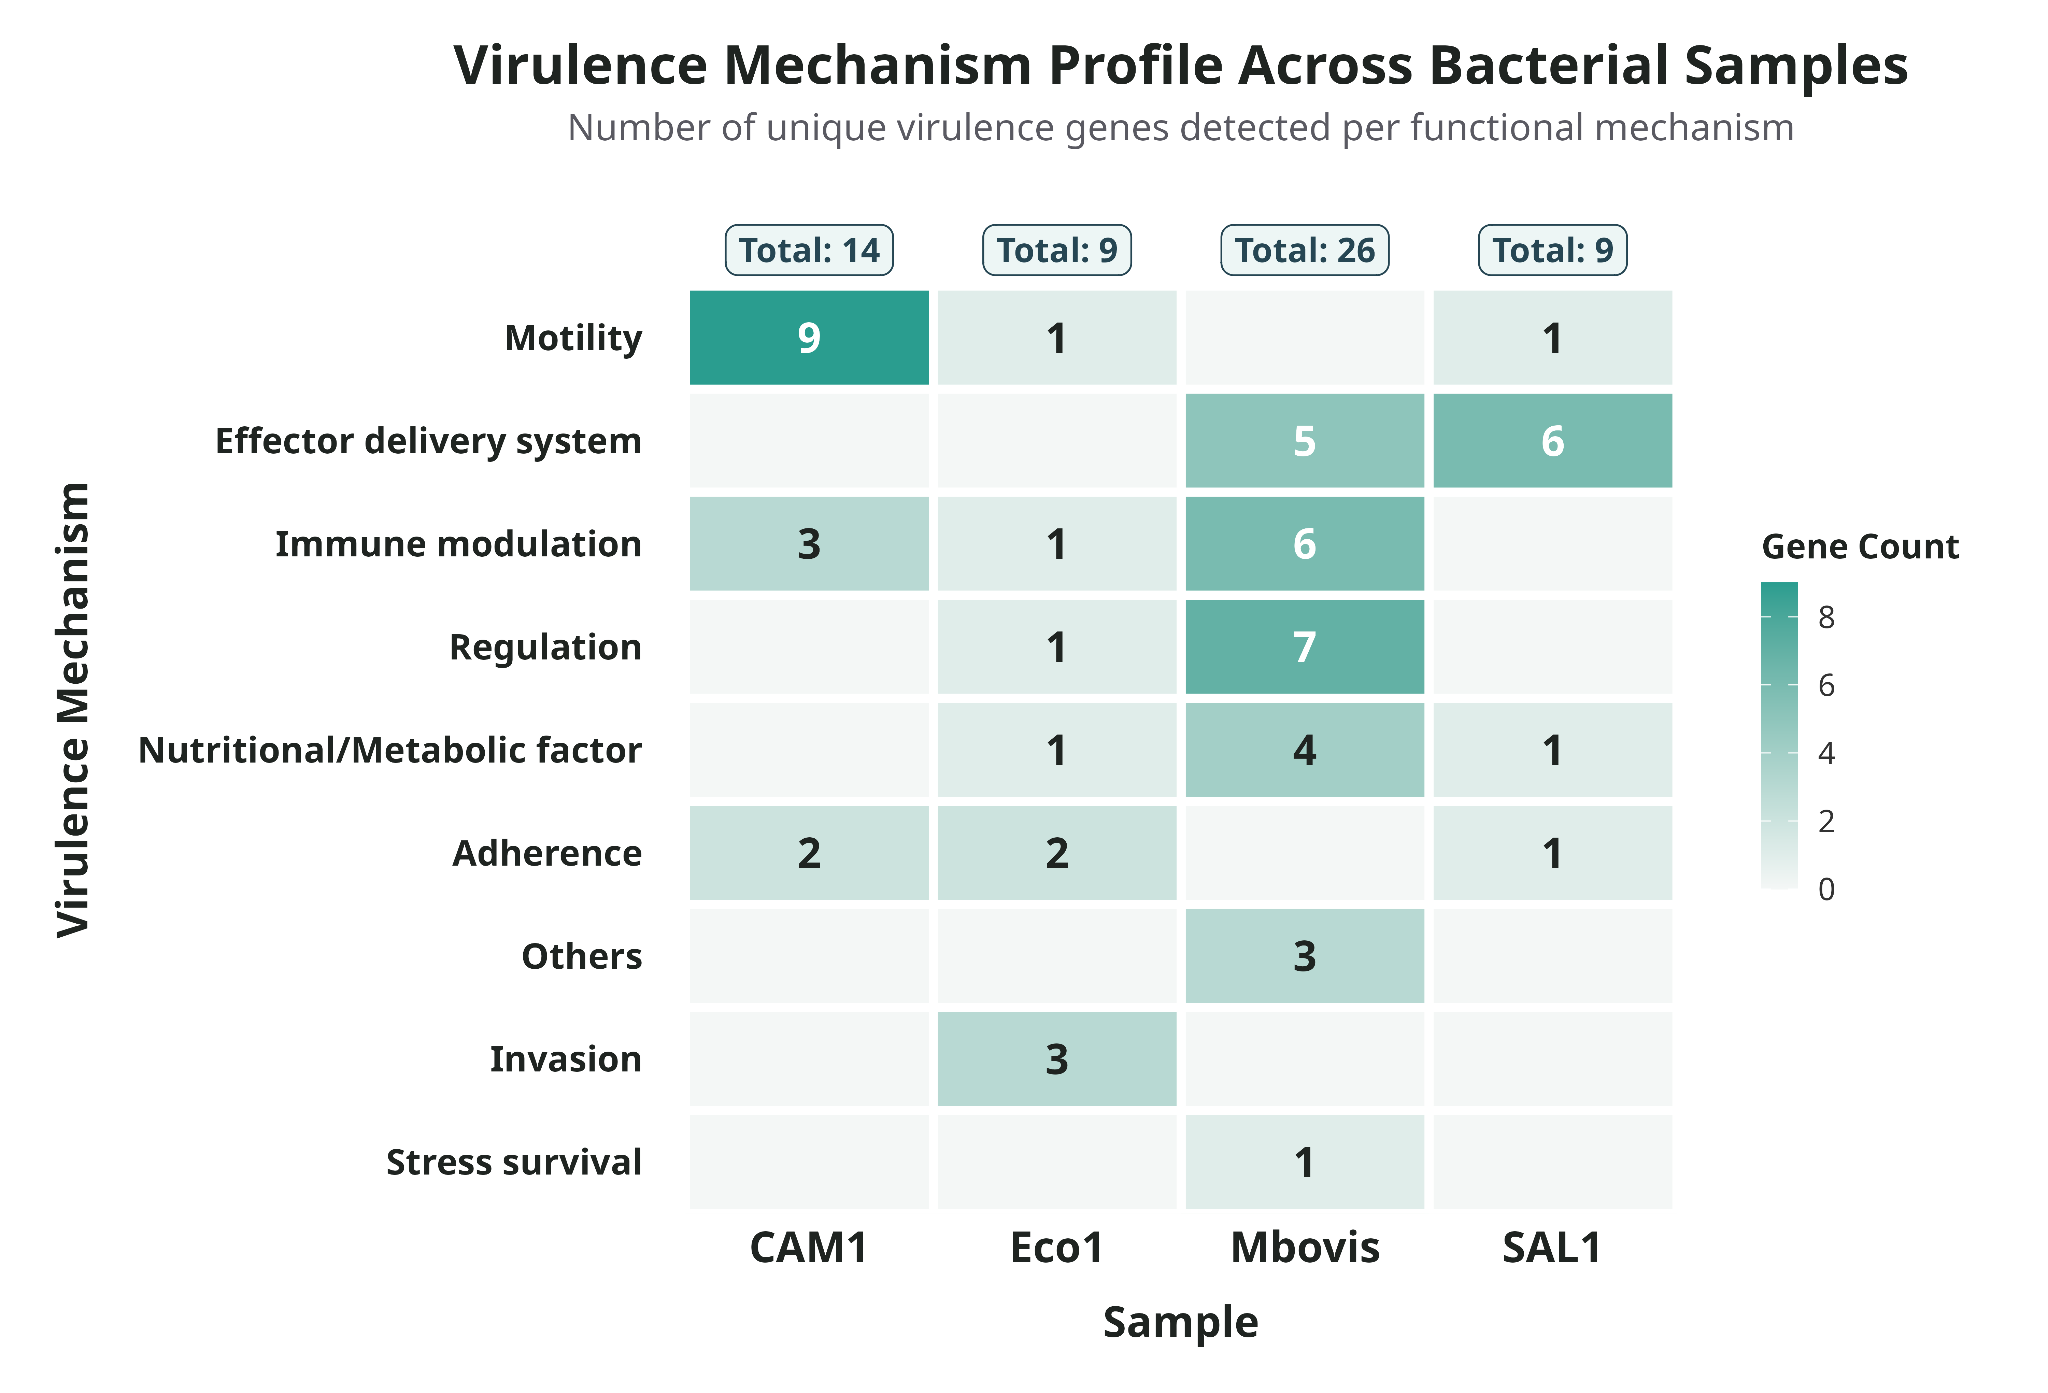 Virulence Mechanism Profile Across Bacterial Samples
Number of unique virulence genes detected per functional mechanism
Total: 14 Total: 9 Total: 26 Total: 9
Virulence Mechanism
Motility 9 1 1
Effector delivery system 5 6
Immune modulation 3 1 6
Regulation 1 7
Nutritional/Metabolic factor 1 4 1
Adherence 2 2 1
Others 3
Invasion 3
Stress survival 1
CAM1 Eco1 Mbovis SAL1
Sample
Gene Count
8
6
4
2
0